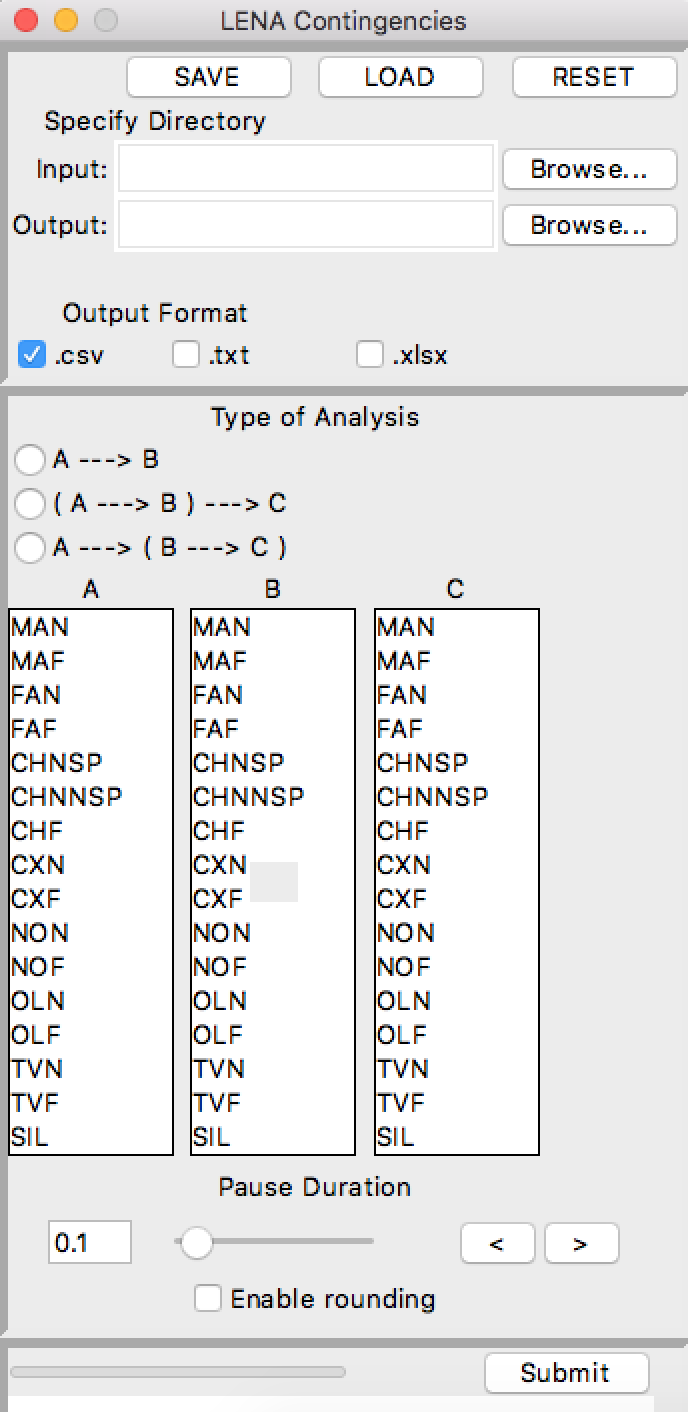 LENA Contingencies
SAVE LOAD RESET
Specify Directory
Input: Browse...
Output: Browse...
Output Format
.csv .txt .xlsx
Type of Analysis
A ---> B
( A ---> B ) ---> C
A ---> ( B ---> C )
A B C
MAN MAN MAN
MAF MAF MAF
FAN FAN FAN
FAF FAF FAF
CHNSP CHNSP CHNSP
CHNNSP CHNNSP CHNNSP
CHF CHF CHF
CXN CXN CXN
CXF CXF CXF
NON NON NON
NOF NOF NOF
OLN OLN OLN
OLF OLF OLF
TVN TVN TVN
TVF TVF TVF
SIL SIL SIL
Pause Duration
0.1 < >
Enable rounding
Submit